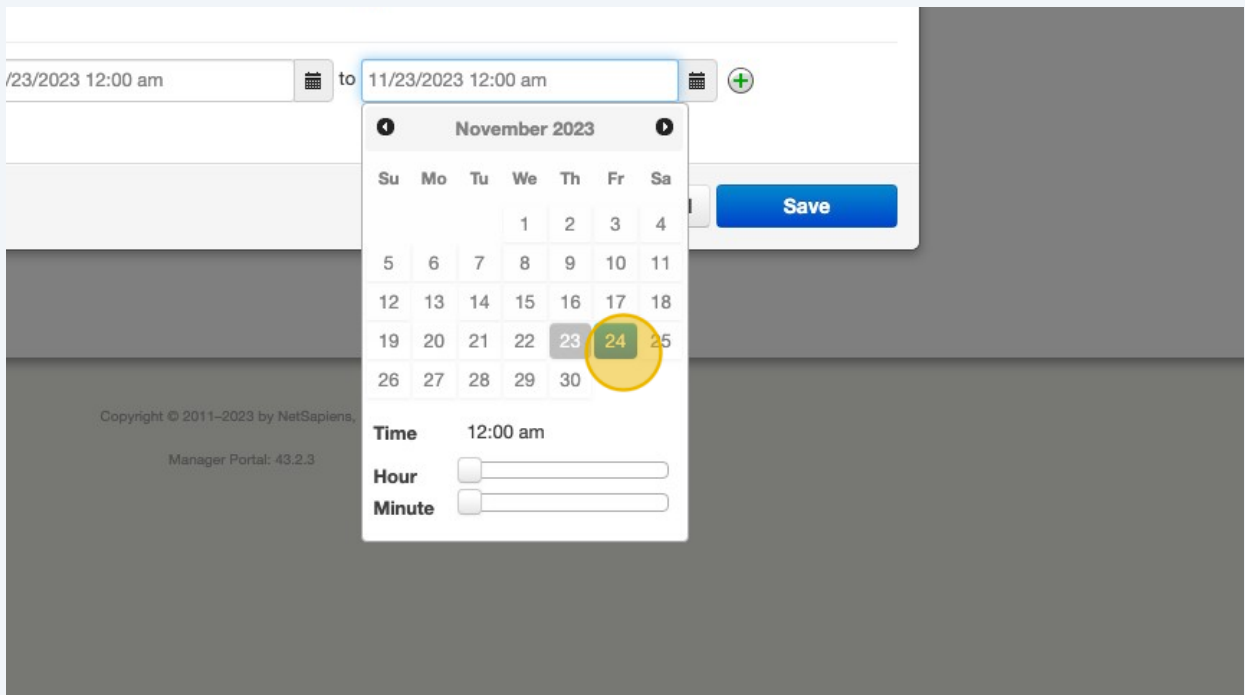 /23/2023 12:00 am to 11/23/2023 12:00 am
November 2023
Su Mo Tu We Th Fr Sa
1 2 3 4
5 6 7 8 9 10 11
12 13 14 15 16 17 18
19 20 21 22 23 24 25
26 27 28 29 30
Time 12:00 am
Hour
Minute
Save
Copyright © 2011–2023 by NetSapiens,
Manager Portal: 43.2.3